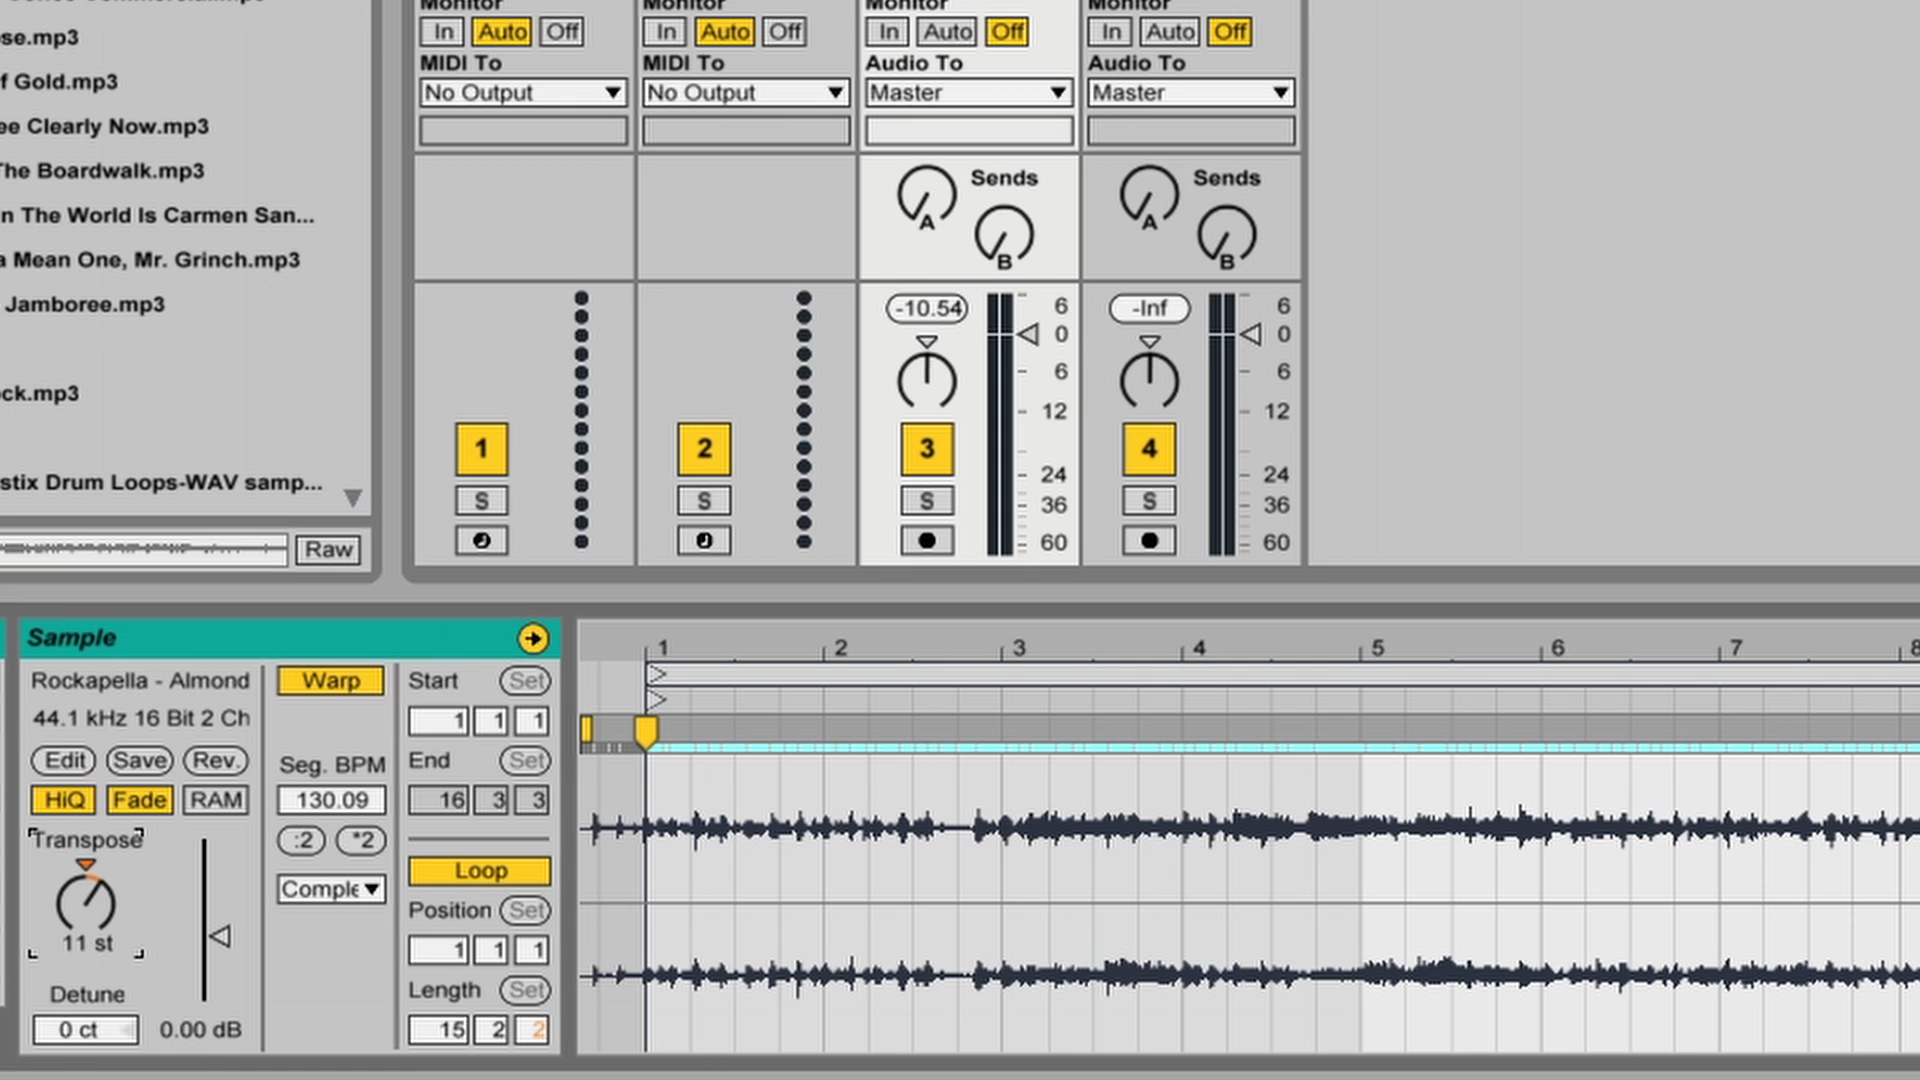 se.mp3
f Gold.mp3
ee Clearly Now.mp3
The Boardwalk.mp3
n The World Is Carmen San...
a Mean One, Mr. Grinch.mp3
Jamboree.mp3
ck.mp3
stix Drum Loops-WAV samp...
Raw
Monitor Monitor Monitor Monitor
In Auto Off In Auto Off In Auto Off In Auto Off
MIDI To MIDI To Audio To Audio To
No Output No Output Master Master
Sends Sends
A A
B B
-10.54 6 -Inf 6
0 0
6 6
12 12
1 2 3 4
24 24
S S S S
36 36
60 60
Sample
Rockapella - Almond
44.1 kHz 16 Bit 2 Ch
Edit Save Rev.
HiQ Fade RAM
Transpose
11 st
Detune
0 ct 0.00 dB
Warp
Seg. BPM
130.09
:2 *2
Comple
Start Set
1 1 1
End Set
16 3 3
Loop
Position Set
1 1 1
Length Set
15 2 2
1 2 3 4 5 6 7 8